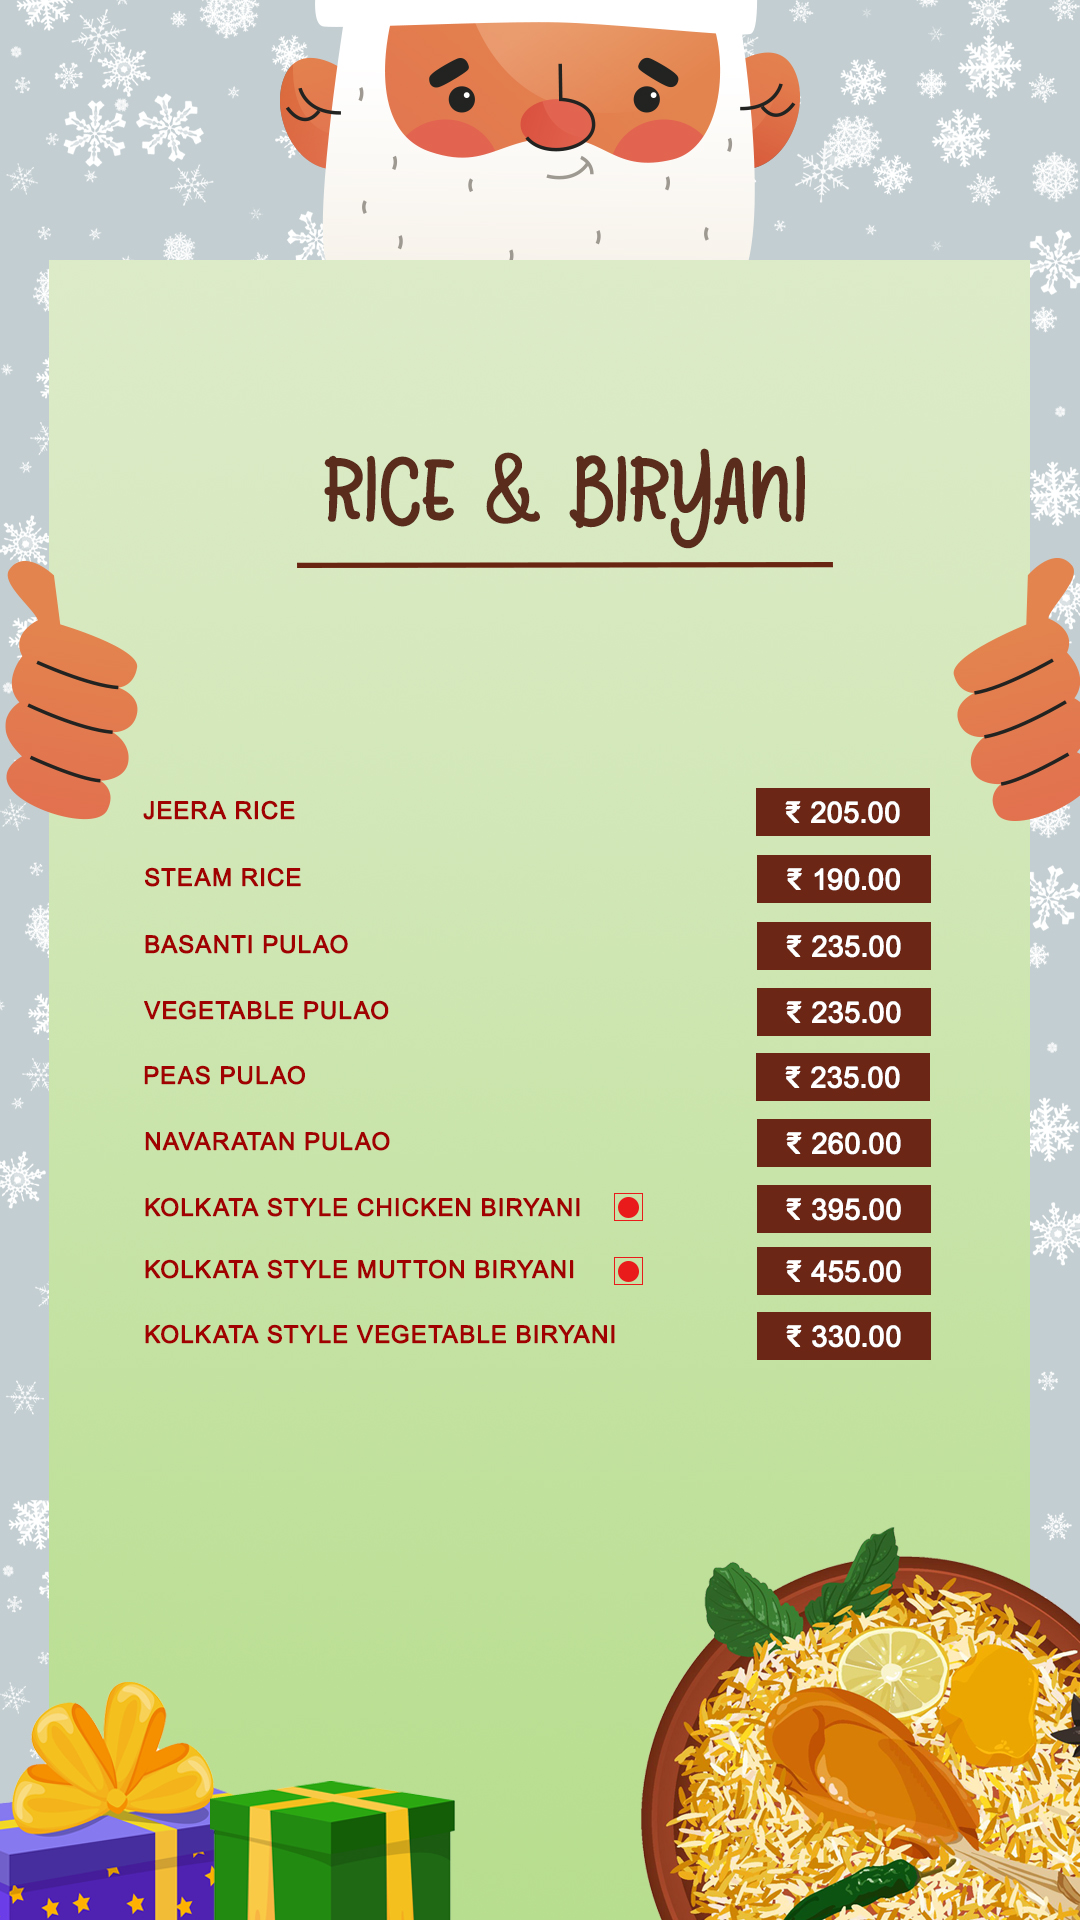 RICE & BIRYANI
JEERA RICE ₹ 205.00
STEAM RICE ₹ 190.00
BASANTI PULAO ₹ 235.00
VEGETABLE PULAO ₹ 235.00
PEAS PULAO ₹ 235.00
NAVARATAN PULAO ₹ 260.00
KOLKATA STYLE CHICKEN BIRYANI ₹ 395.00
KOLKATA STYLE MUTTON BIRYANI ₹ 455.00
KOLKATA STYLE VEGETABLE BIRYANI ₹ 330.00